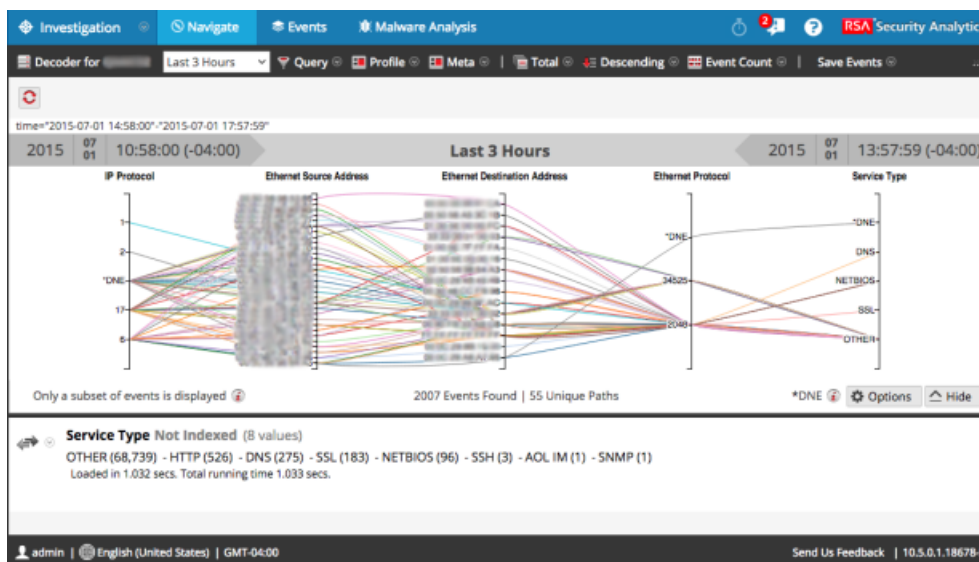 Investigation Navigate Events Malware Analysis 2 ? RSA Security Analytic
Decoder for Last 3 Hours Query Profile Meta | Total Descending Event Count | Save Events
time="2015-07-01 14:58:00"-"2015-07-01 17:57:59"
2015 07 01 10:58:00 (-04:00) Last 3 Hours 2015 07 01 13:57:59 (-04:00)
IP Protocol Ethernet Source Address Ethernet Destination Address Ethernet Protocol Service Type
1
2
*DNE
17
6
*DNE
34525
2048
*DNE
DNS
NETBIOS
SSL
OTHER
Only a subset of events is displayed 2007 Events Found | 55 Unique Paths *DNE Options Hide
Service Type Not Indexed (8 values)
OTHER (68,739) - HTTP (526) - DNS (275) - SSL (183) - NETBIOS (96) - SSH (3) - AOL IM (1) - SNMP (1)
Loaded in 1.032 secs. Total running time 1.033 secs.
admin | English (United States) | GMT-04:00 Send Us Feedback | 10.5.0.1.18678-